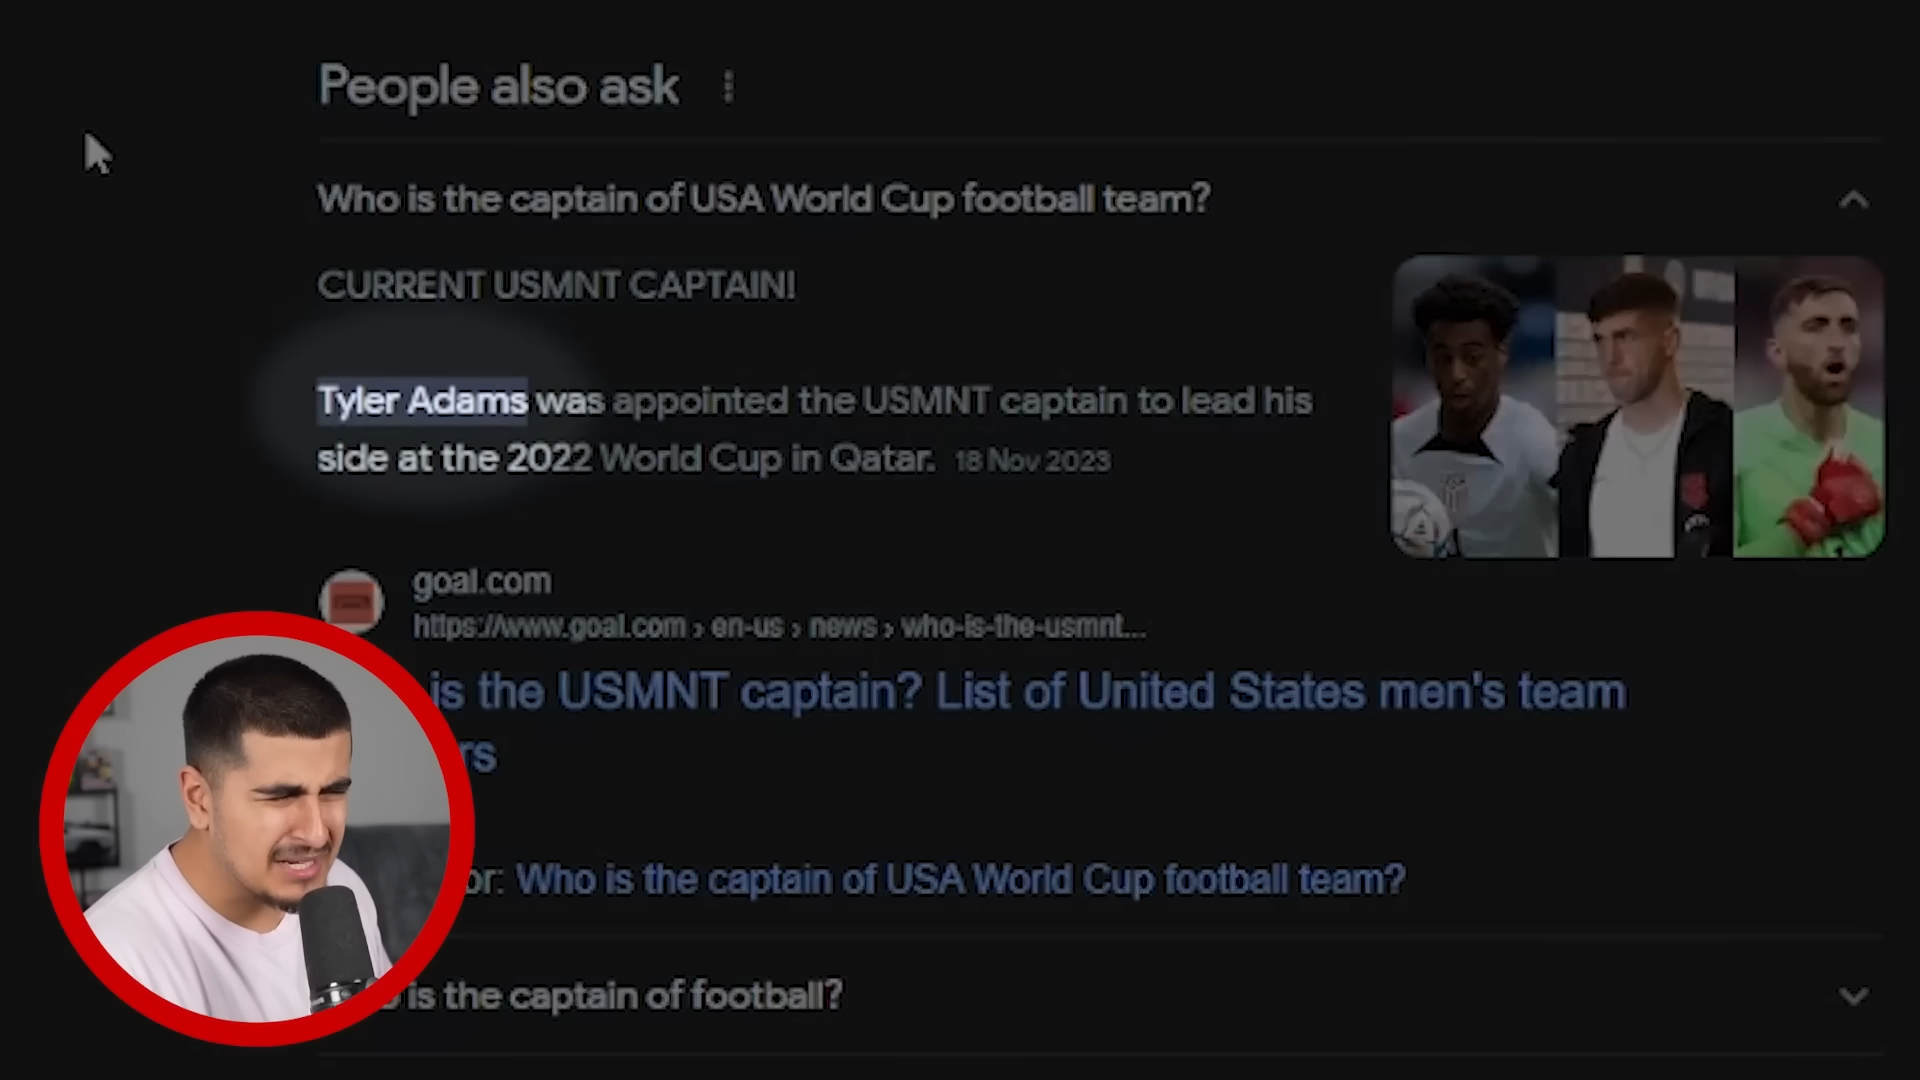 People also ask
Who is the captain of USA World Cup football team?
CURRENT USMNT CAPTAIN!
Tyler Adams was appointed the USMNT captain to lead his
side at the 2022 World Cup in Qatar. 18 Nov 2023
goal.com
https://www.goal.com › en-us › news › who-is-the-usmnt...
is the USMNT captain? List of United States men's team
rs
or: Who is the captain of USA World Cup football team?
is the captain of football?